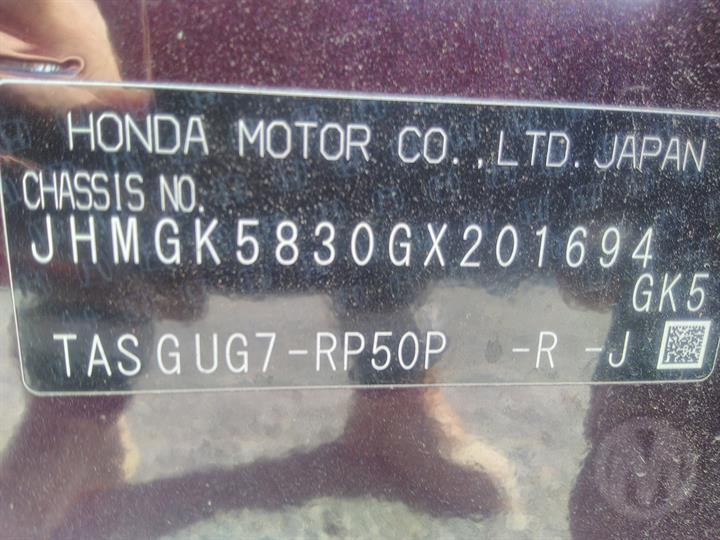 HONDA MOTOR CO.,LTD.JAPAN
CHASSIS NO.
JHMGK5830GX201694
GK5
TASGUG7-RP50P -R -J